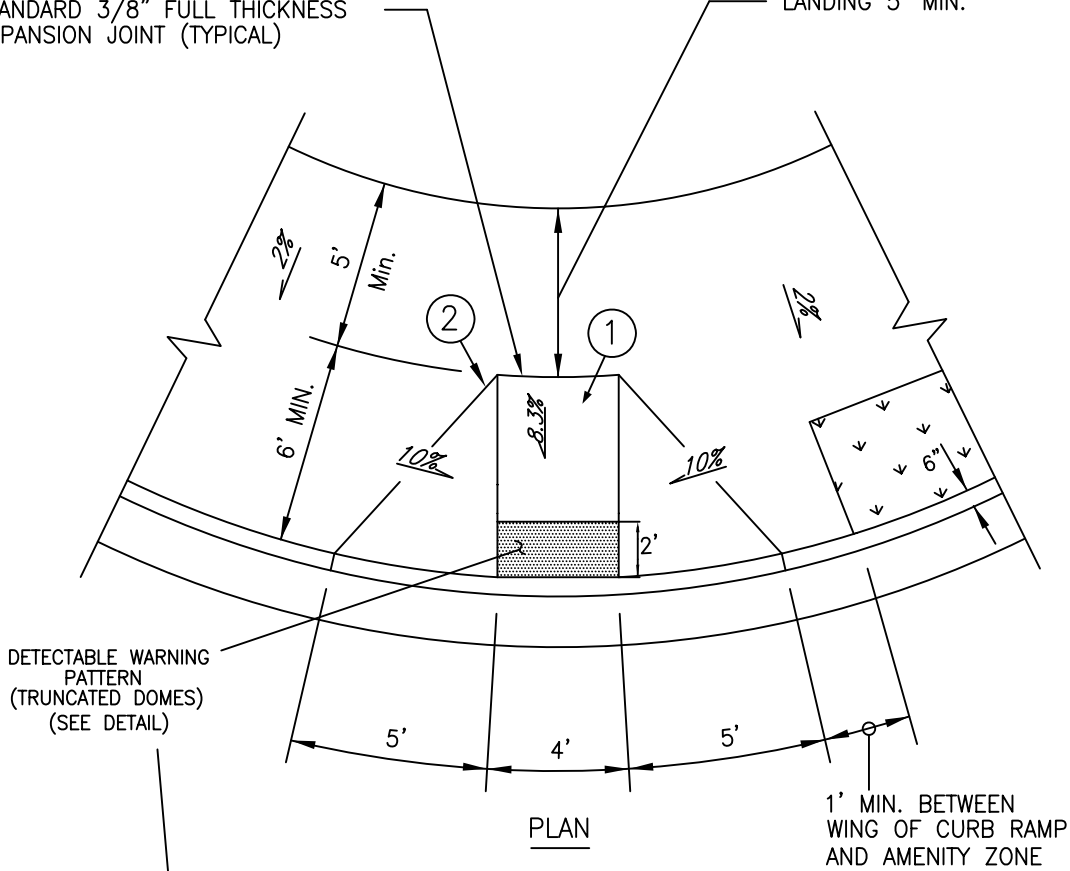 ANDARD 3/8" FULL THICKNESS
PANSION JOINT (TYPICAL)
LANDING 5' MIN.
2%
5'
Min.
2%
2
1
6' MIN.
8.3%
10%
10%
6"
2'
DETECTABLE WARNING
PATTERN
(TRUNCATED DOMES)
(SEE DETAIL)
5'
4'
5'
PLAN
1' MIN. BETWEEN
WING OF CURB RAMP
AND AMENITY ZONE